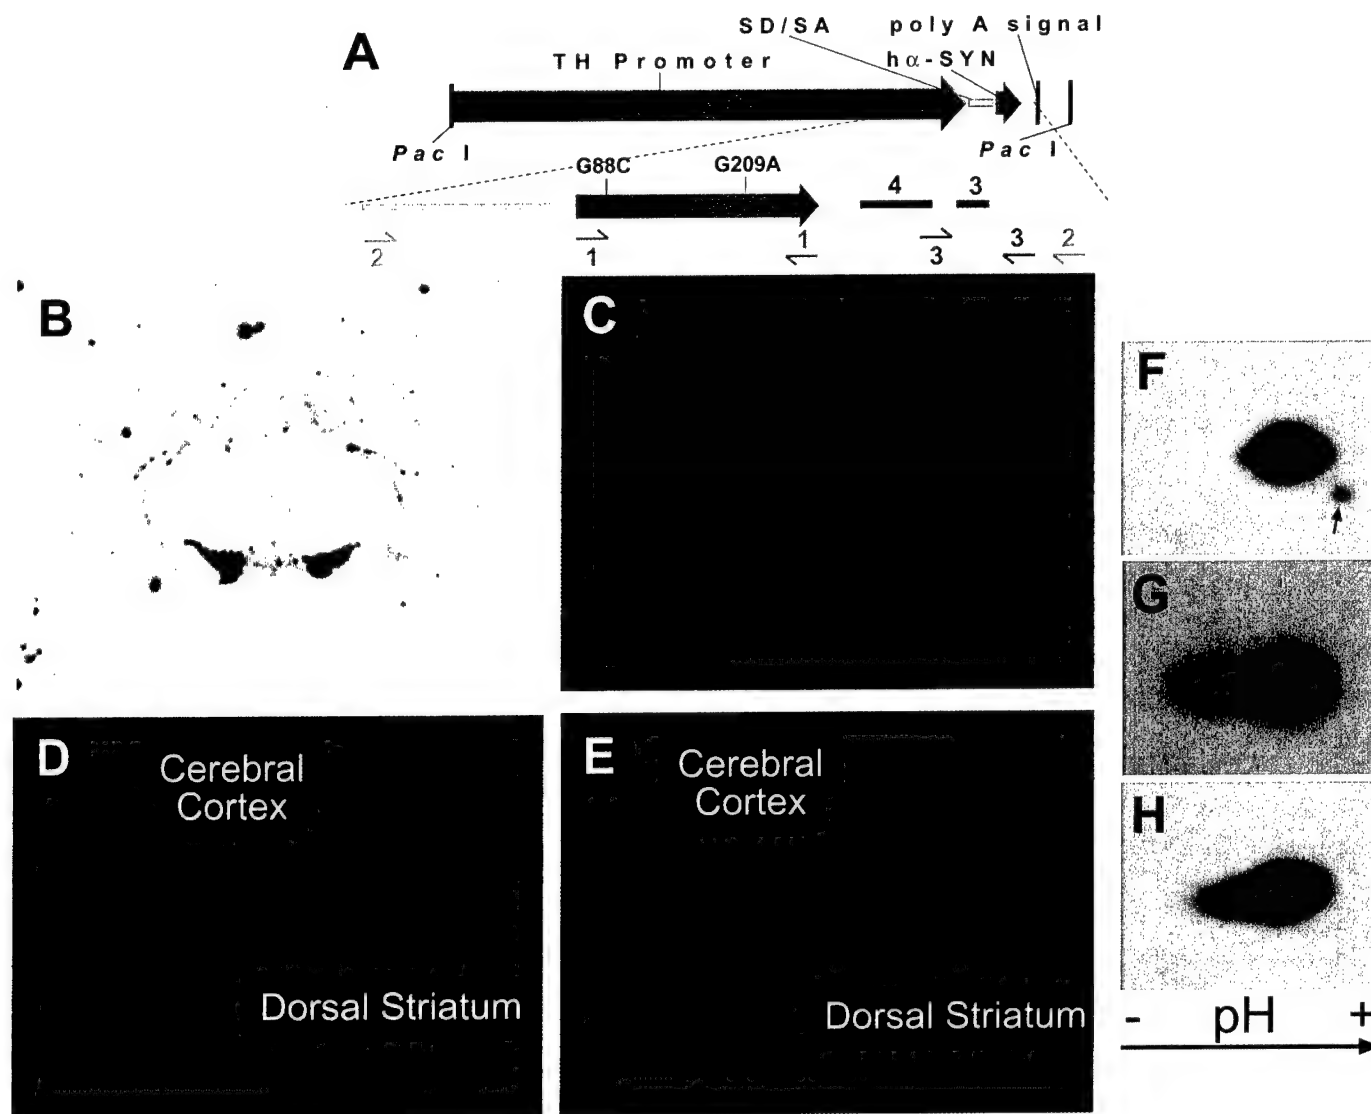 A
SD/SA
poly A signal
TH Promoter
hα-SYN
Pac I
Pac I
G88C
G209A
4
3
1
1
2
3
3
2
B
C
D
Cerebral
Cortex
Dorsal Striatum
E
Cerebral
Cortex
Dorsal Striatum
F
G
H
- pH +